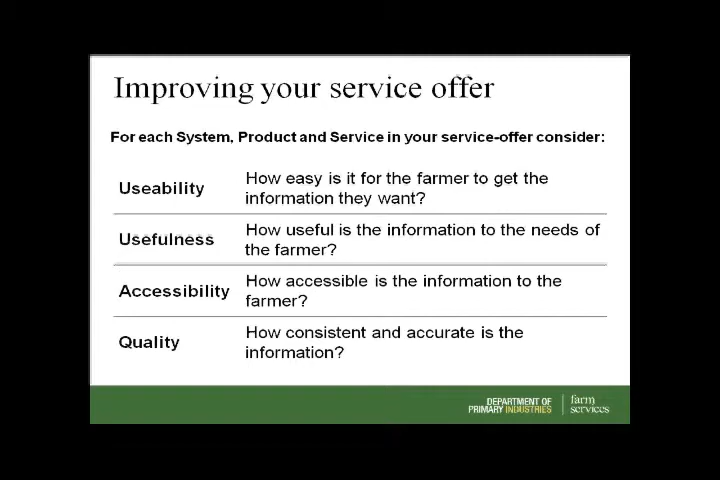 Improving your service offer
For each System, Product and Service in your service-offer consider:
Useability
How easy is it for the farmer to get the
information they want?
Usefulness
How useful is the information to the needs of
the farmer?
Accessibility
How accessible is the information to the
farmer?
Quality
How consistent and accurate is the
information?
DEPARTMENT OF
PRIMARY INDUSTRIES
farm
services